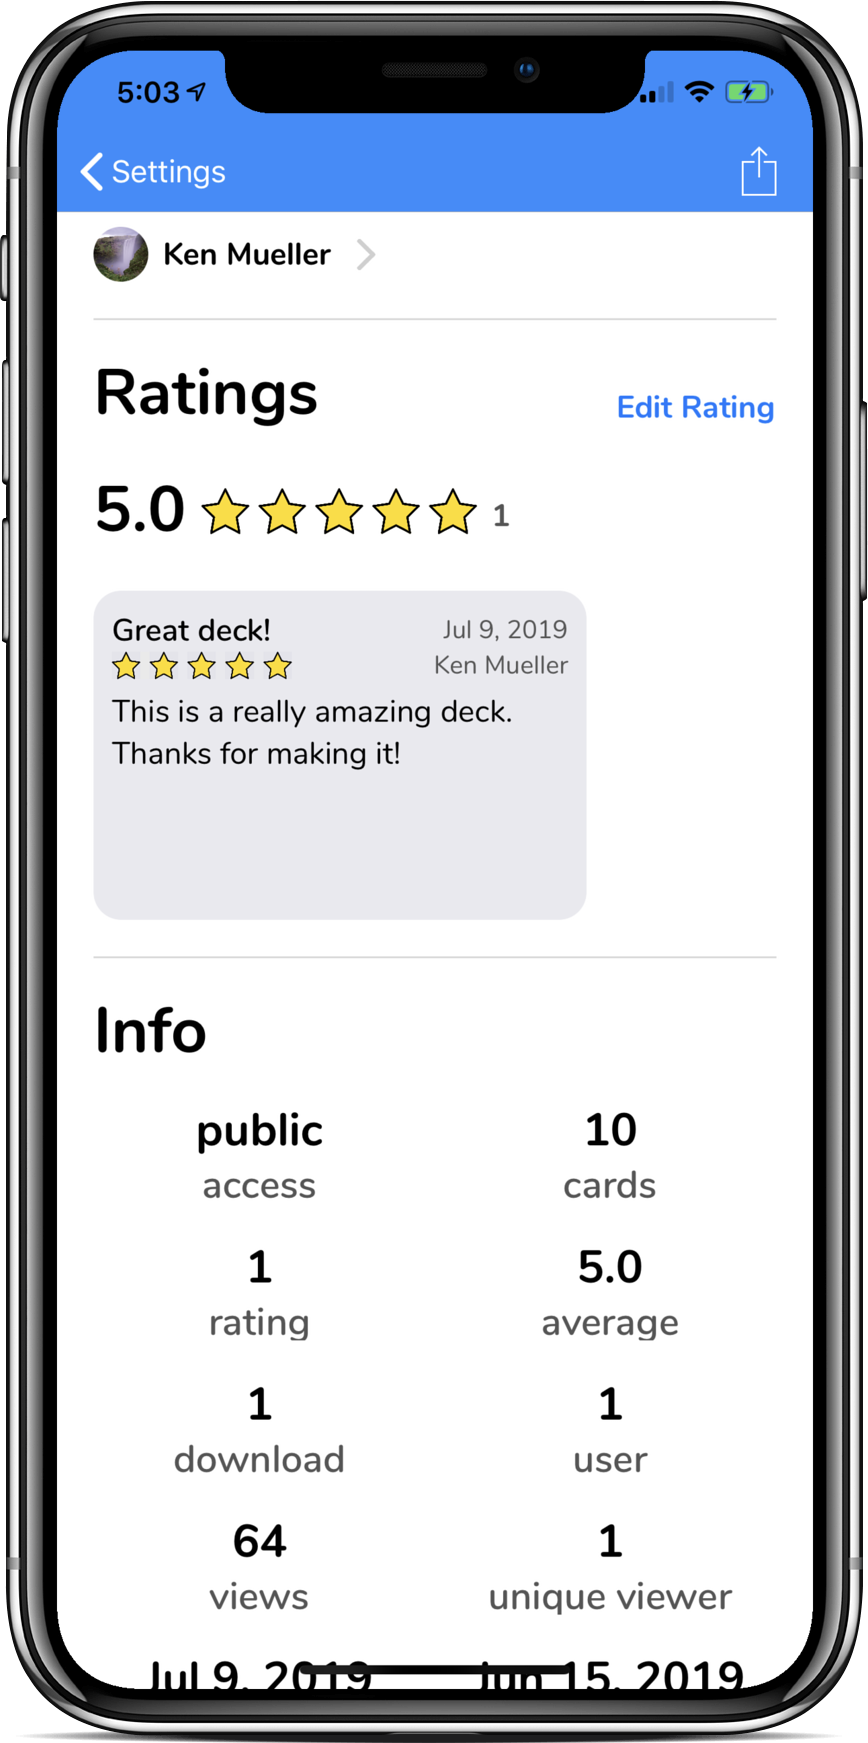 5:03
Settings
Ken Mueller
Ratings
Edit Rating
5.0 1
Great deck! Jul 9, 2019
Ken Mueller
This is a really amazing deck.
Thanks for making it!
Info
public 10
access cards
1 5.0
rating average
1 1
download user
64 1
views unique viewer
Jul 9, 2019 Jun 15, 2019